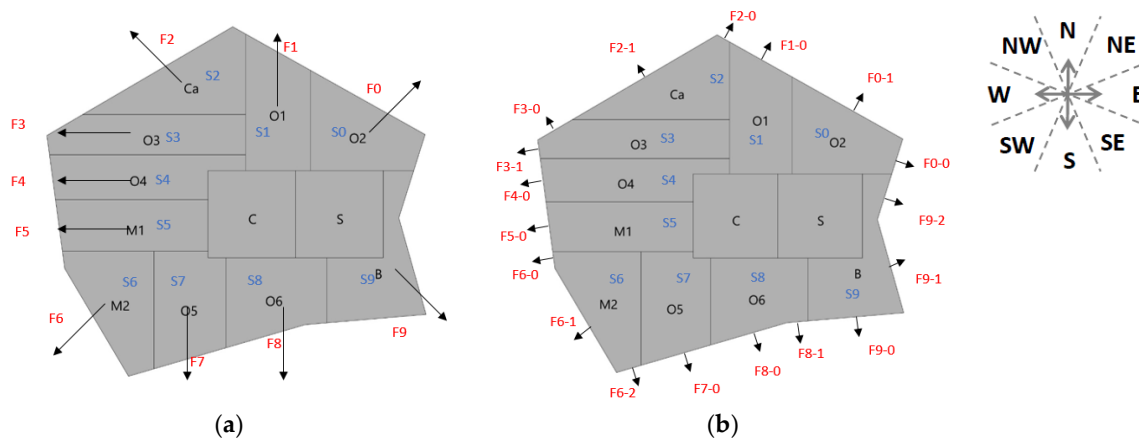 F2
F1
S2
Ca
F0
O1
F3
O3
S3
S1
S0
O2
F4
O4
S4
F5
M1
S5
C
S
S6
S7
S8
S9
B
M2
O5
O6
F6
F7
F8
F9
(a)
F2-0
F1-0
F2-1
S2
Ca
F0-1
F3-0
O1
O3
S3
S1
S0
O2
F3-1
F4-0
O4
S4
F0-0
F9-2
F5-0
M1
S5
C
S
F6-0
S6
S7
S8
B
F9-1
S9
M2
O5
O6
F6-1
F8-1
F9-0
F8-0
F7-0
F6-2
(b)
N
NW
NE
W
SW
SE
S